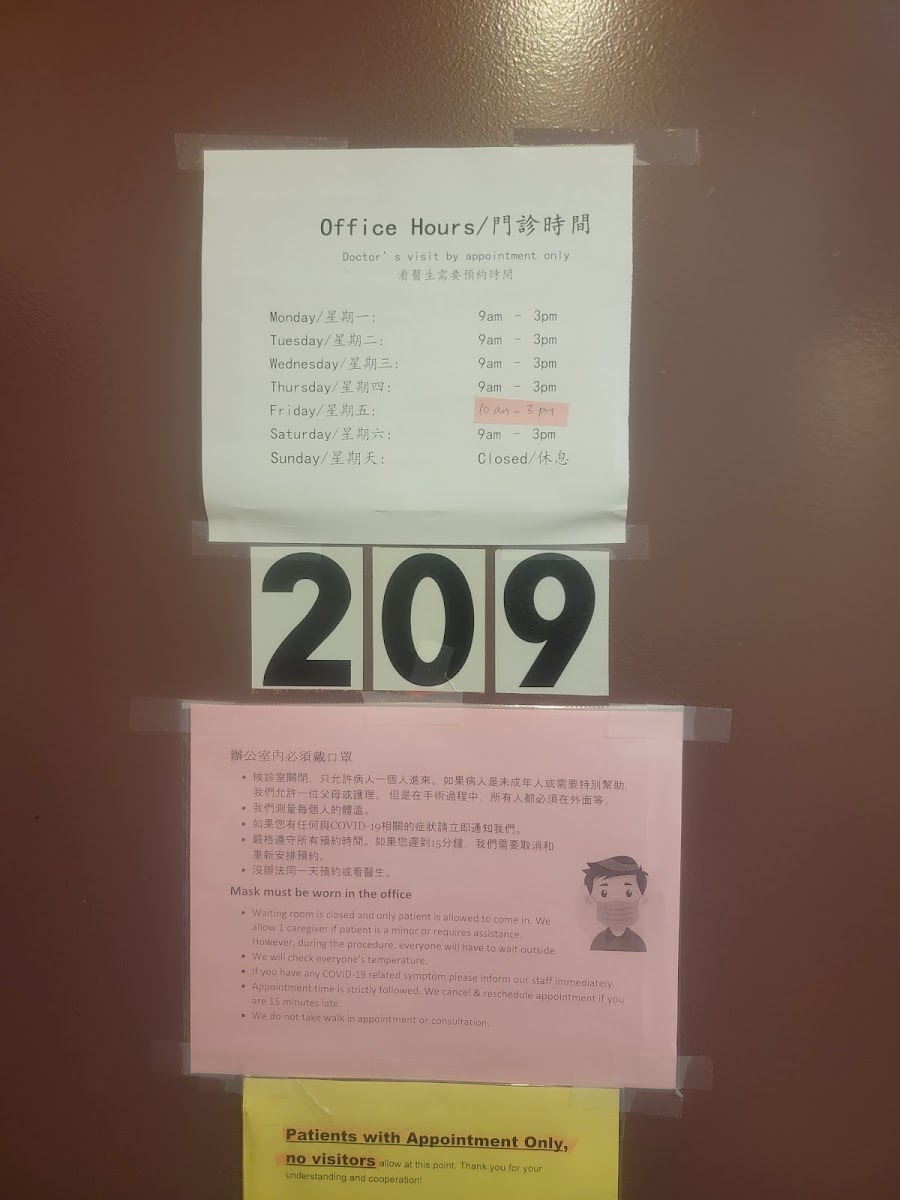 Office Hours/門診時間
Doctor's visit by appointment only
看醫生需要預約時間
Monday/星期一: 9am - 3pm
Tuesday/星期二: 9am - 3pm
Wednesday/星期三: 9am - 3pm
Thursday/星期四: 9am - 3pm
Friday/星期五: 10am - 3pm
Saturday/星期六: 9am - 3pm
Sunday/星期天: Closed/休息
209
辦公室內必須戴口罩
• 候診室關閉, 只允許病人一個人進來。如果病人是未成年人或需要特別幫助,
我們允許一位父母或護理。 但是在手術過程中, 所有人都必須在外面等。
• 我們測量每個人的體溫。
• 如果您有任何與COVID-19相關的症狀請立即通知我們。
• 嚴格遵守所有預約時間。如果您遲到15分鐘, 我們需要取消和
重新安排預約。
• 沒辦法同一天預約或看醫生。
Mask must be worn in the office
• Waiting room is closed and only patient is allowed to come in. We
allow 1 caregiver if patient is a minor or requires assistance.
However, during the procedure, everyone will have to wait outside.
• We will check everyone's temperature.
• If you have any COVID-19 related symptom please inform our staff immediately.
• Appointment time is strictly followed. We cancel & reschedule appointment if you
are 15 minutes late.
• We do not take walk in appointment or consultation.
Patients with Appointment Only,
no visitors allow at this point. Thank you for your
understanding and cooperation!